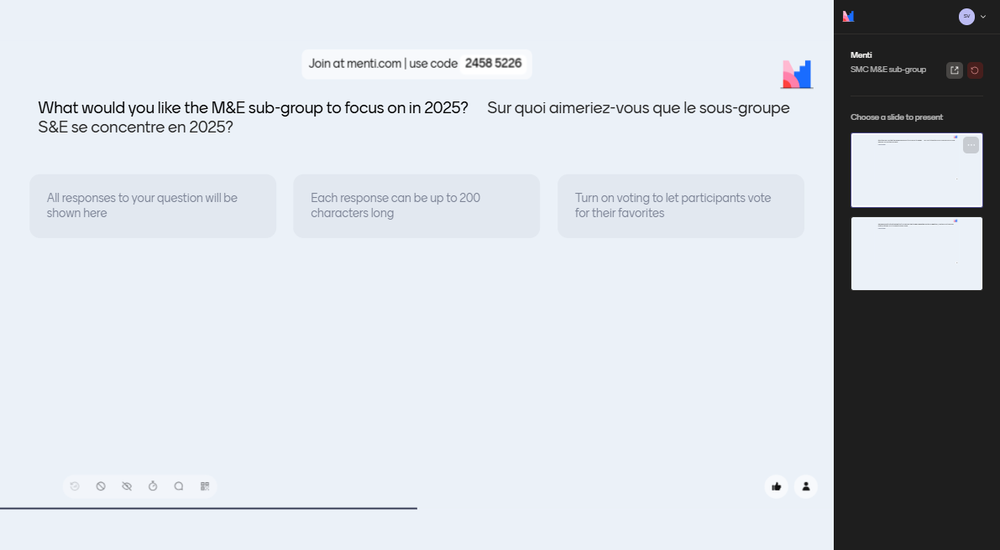 Join at menti.com | use code 2458 5226
What would you like the M&E sub-group to focus on in 2025? Sur quoi aimeriez-vous que le sous-groupe
S&E se concentre en 2025?
All responses to your question will be
shown here
Each response can be up to 200
characters long
Turn on voting to let participants vote
for their favorites
SV
Menti
SMC M&E sub-group
Choose a slide to present